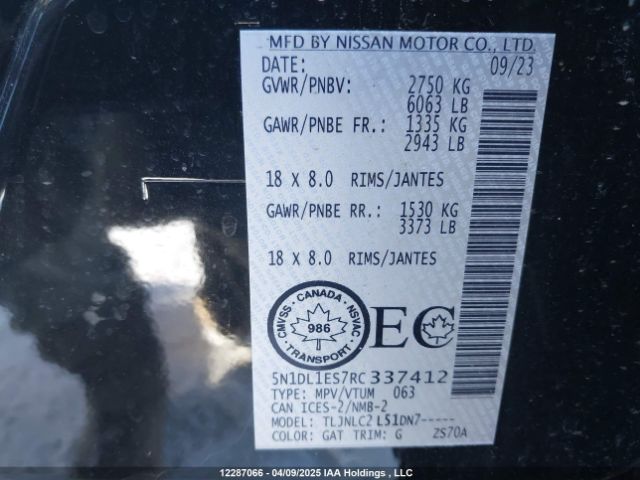 MFD BY NISSAN MOTOR CO., LTD.
DATE: 09/23
GVWR/PNBV: 2750 KG
6063 LB
GAWR/PNBE FR.: 1335 KG
2943 LB
18 X 8.0 RIMS/JANTES
GAWR/PNBE RR.: 1530 KG
3373 LB
18 X 8.0 RIMS/JANTES
CMVSS - CANADA - NSVAC
986
TRANSPORT
EC
5N1DL1ES7RC337412
TYPE: MPV/VTUM 063
CAN ICES-2/NMB-2
MODEL: TLJNLC2 L51DN7-----
COLOR: GAT TRIM: G ZS70A
12287066 - 04/09/2025 IAA Holdings, LLC